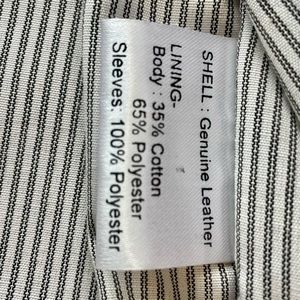 SHELL : Genuine Leather
LINING-
Body : 35% Cotton
65% Polyester
Sleeves: 100% Polyester